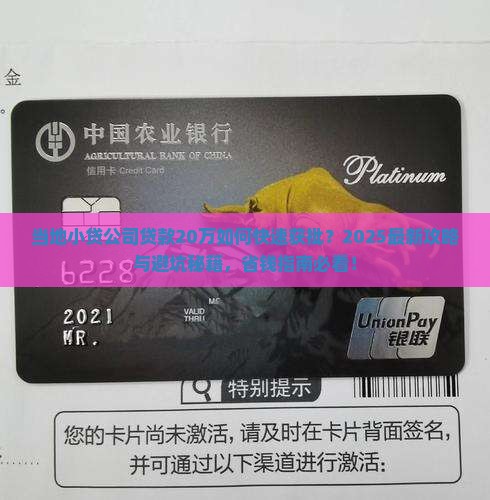 金
中国农业银行
AGRICULTURAL BANK OF CHINA
信用卡 Credit Card
Platinum
当地小贷公司贷款20万如何快速获批？2025最新攻略
与避坑秘籍，省钱指南必看！
6228
2021
VALID
THRU
MR.
UnionPay
银联
特别提示
您的卡片尚未激活，请及时在卡片背面签名，
并可通过以下渠道进行激活：